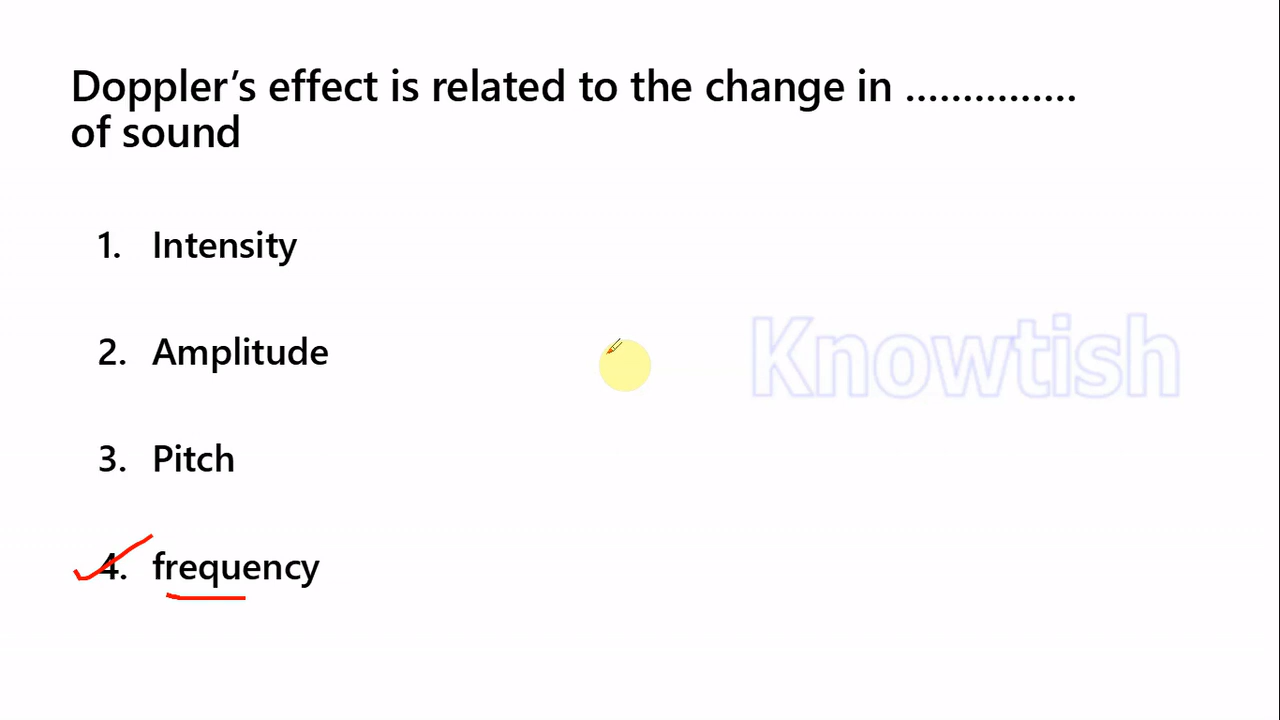 Doppler’s effect is related to the change in ...............
of sound
1. Intensity
2. Amplitude
Knowtish
3. Pitch
4. frequency